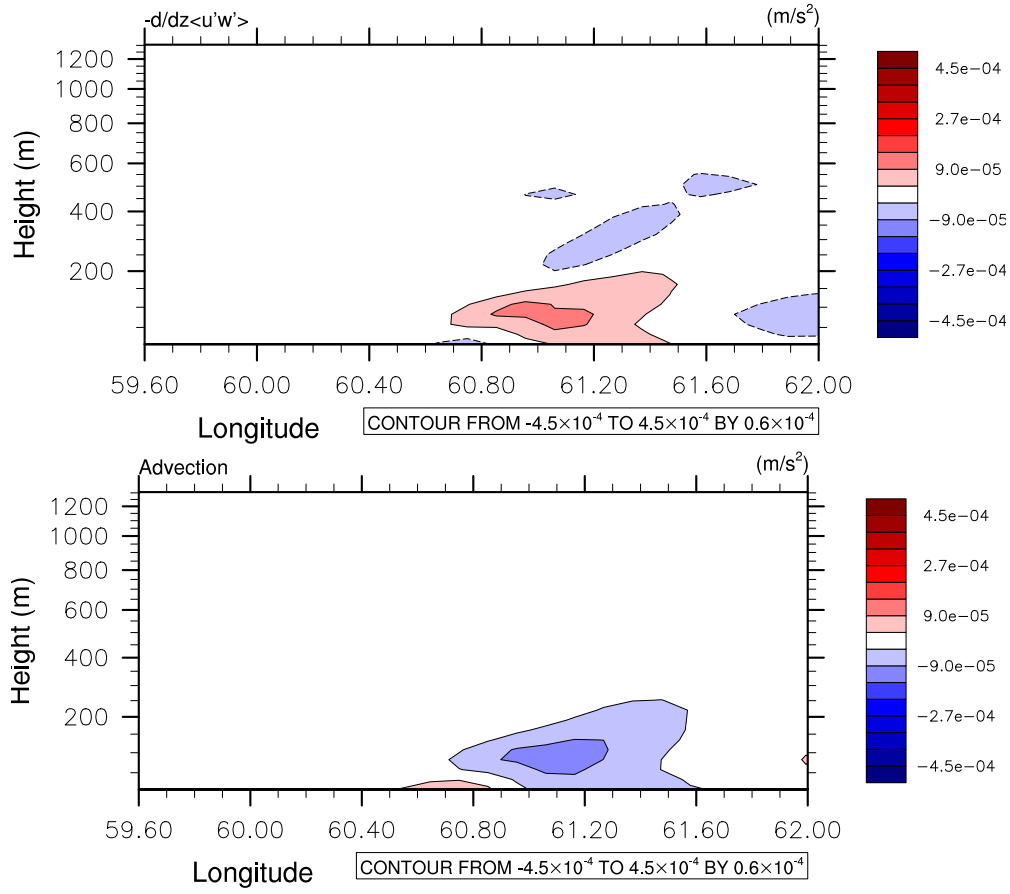 -d/dz<u'w'>
(m/s²)
1200
1000
800
600
400
200
Height (m)
59.60 60.00 60.40 60.80 61.20 61.60 62.00
Longitude
CONTOUR FROM -4.5×10⁻⁴ TO 4.5×10⁻⁴ BY 0.6×10⁻⁴
4.5e−04
2.7e−04
9.0e−05
−9.0e−05
−2.7e−04
−4.5e−04
Advection
(m/s²)
1200
1000
800
600
400
200
Height (m)
59.60 60.00 60.40 60.80 61.20 61.60 62.00
Longitude
CONTOUR FROM -4.5×10⁻⁴ TO 4.5×10⁻⁴ BY 0.6×10⁻⁴
4.5e−04
2.7e−04
9.0e−05
−9.0e−05
−2.7e−04
−4.5e−04